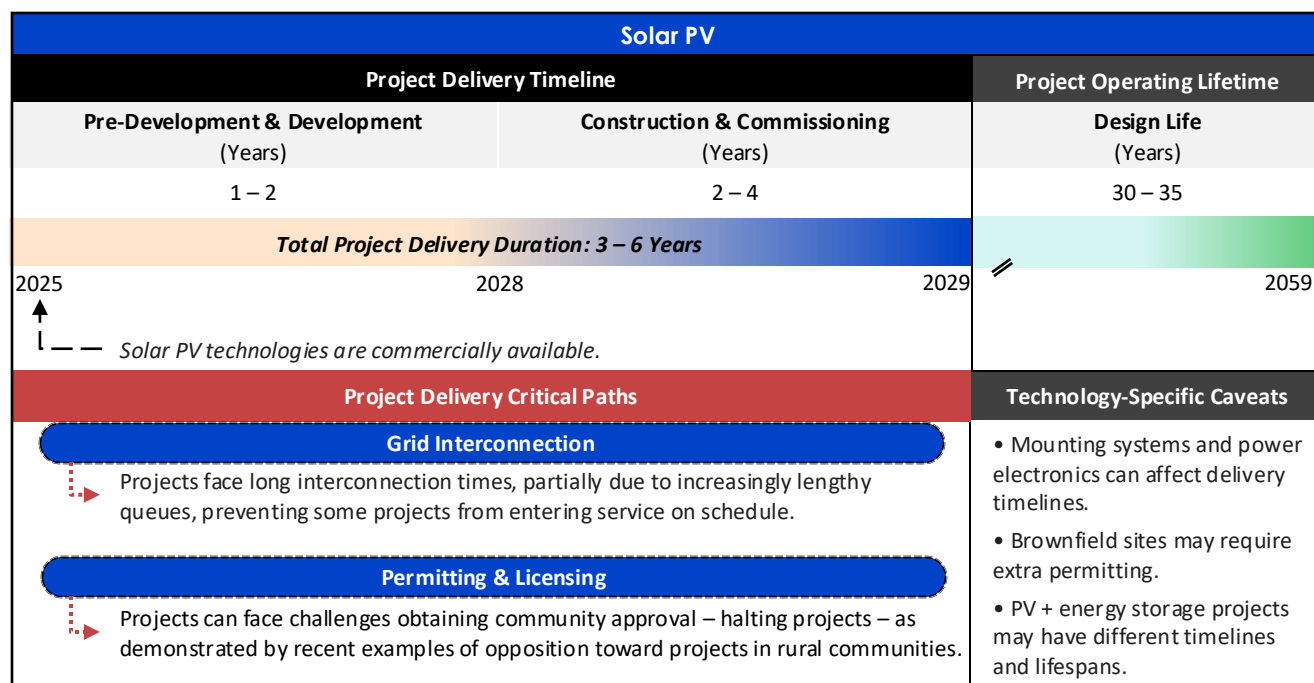 Solar PV
Project Delivery Timeline
Project Operating Lifetime
Pre-Development & Development
(Years)
Construction & Commissioning
(Years)
Design Life
(Years)
1 – 2
2 – 4
30 – 35
Total Project Delivery Duration: 3 – 6 Years
2025
2028
2029
2059
Solar PV technologies are commercially available.
Project Delivery Critical Paths
Grid Interconnection
Projects face long interconnection times, partially due to increasingly lengthy
queues, preventing some projects from entering service on schedule.
Permitting & Licensing
Projects can face challenges obtaining community approval – halting projects – as
demonstrated by recent examples of opposition toward projects in rural communities.
Technology-Specific Caveats
• Mounting systems and power
electronics can affect delivery
timelines.
• Brownfield sites may require
extra permitting.
• PV + energy storage projects
may have different timelines
and lifespans.